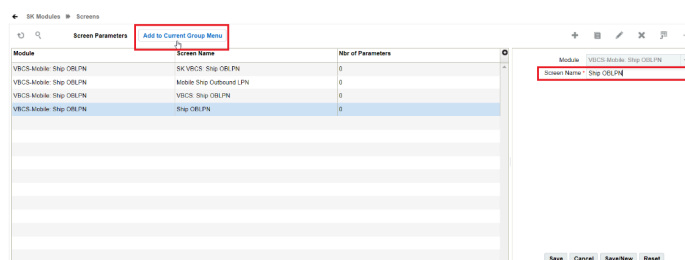 SK Modules Screens
Screen Parameters Add to Current Group Menu
Module Screen Name Nbr of Parameters
VBCS-Mobile: Ship OBLPN SK VBCS: Ship OBLPN 0
VBCS-Mobile: Ship OBLPN Mobile Ship Outbound LPN 0
VBCS-Mobile: Ship OBLPN VBCS: Ship OBLPN 0
VBCS-Mobile: Ship OBLPN Ship OBLPN 0
Module VBCS-Mobile: Ship OBLPN
Screen Name * Ship OBLPN
Save Cancel Save/New Reset